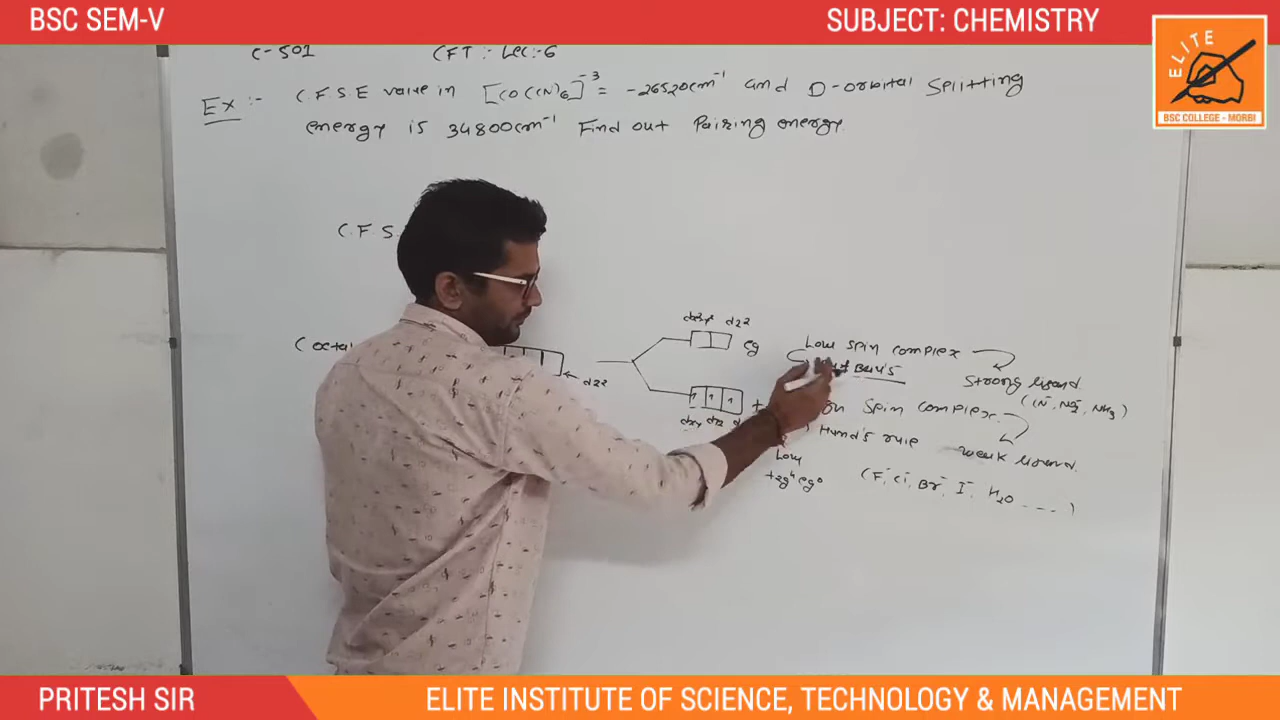 BSC SEM-V
SUBJECT: CHEMISTRY
ELITE
BSC COLLEGE - MORBI
C-501 CFT:- Lec:-6
Ex:- C.F.S.E value in [CO(CN)6]⁻³ = -26520cm⁻¹ and D-orbital Splitting
energy is 34800cm⁻¹ Find out Pairing energy.
C.F.S.
(octa
dx²-y² dz²
eg
dz²
dxy dxz
Low spin complex
Strong ligand
(CN⁻, NO2⁻, NH3)
Spin complex.
Hund's rule
weak ligand
Low
t2g⁴ eg⁰
(F⁻, Cl⁻, Br⁻, I⁻, H2O ----)
PRITESH SIR
ELITE INSTITUTE OF SCIENCE, TECHNOLOGY & MANAGEMENT